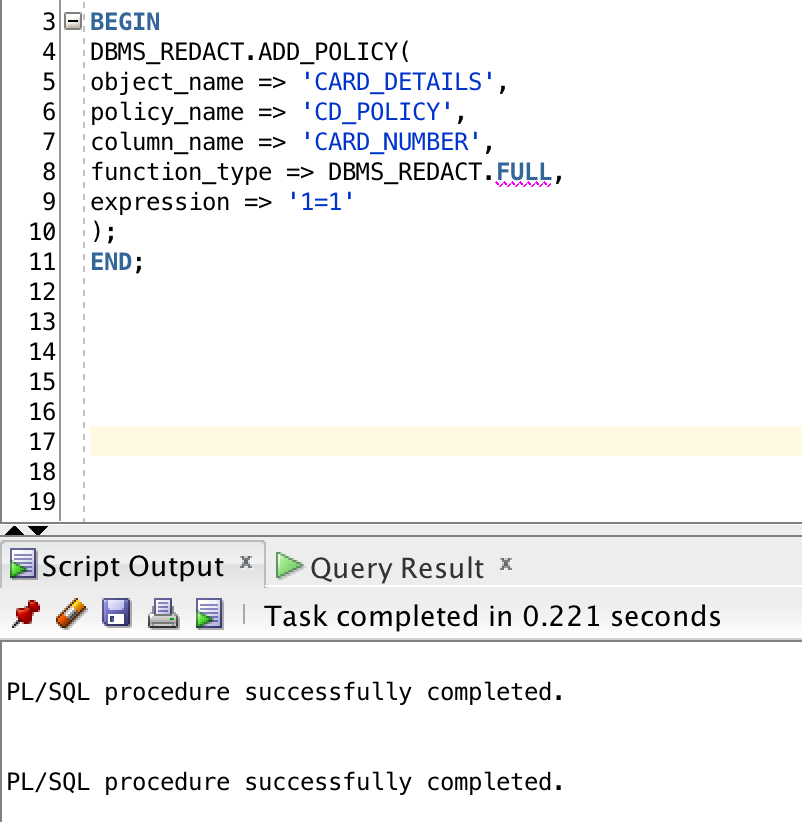 3 BEGIN
4 DBMS_REDACT.ADD_POLICY(
5 object_name => 'CARD_DETAILS',
6 policy_name => 'CD_POLICY',
7 column_name => 'CARD_NUMBER',
8 function_type => DBMS_REDACT.FULL,
9 expression => '1=1'
10 );
11 END;
12
13
14
15
16
17
18
19
Script Output x Query Result x
Task completed in 0.221 seconds
PL/SQL procedure successfully completed.
PL/SQL procedure successfully completed.